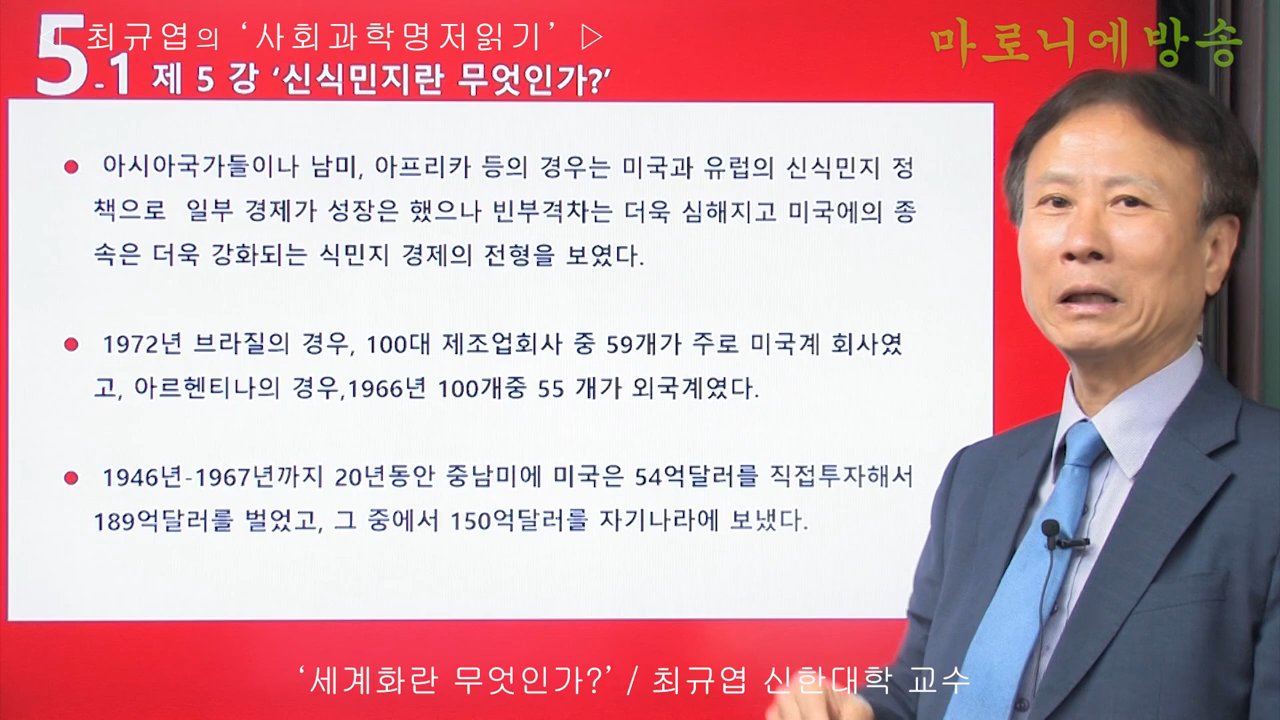 ◁ 최규엽의 ‘사회과학명저읽기’ ▷
마로니에방송
5-1 제 5 강 ‘신식민지란 무엇인가?’
● 아시아국가들이나 남미, 아프리카 등의 경우는 미국과 유럽의 신식민지 정
책으로 일부 경제가 성장은 했으나 빈부격차는 더욱 심해지고 미국에의 종
속은 더욱 강화되는 식민지 경제의 전형을 보였다.
● 1972년 브라질의 경우, 100대 제조업회사 중 59개가 주로 미국계 회사였
고, 아르헨티나의 경우,1966년 100개중 55 개가 외국계였다.
● 1946년-1967년까지 20년동안 중남미에 미국은 54억달러를 직접투자해서
189억달러를 벌었고, 그 중에서 150억달러를 자기나라에 보냈다.
‘세계화란 무엇인가?’ / 최규엽 신한대학 교수